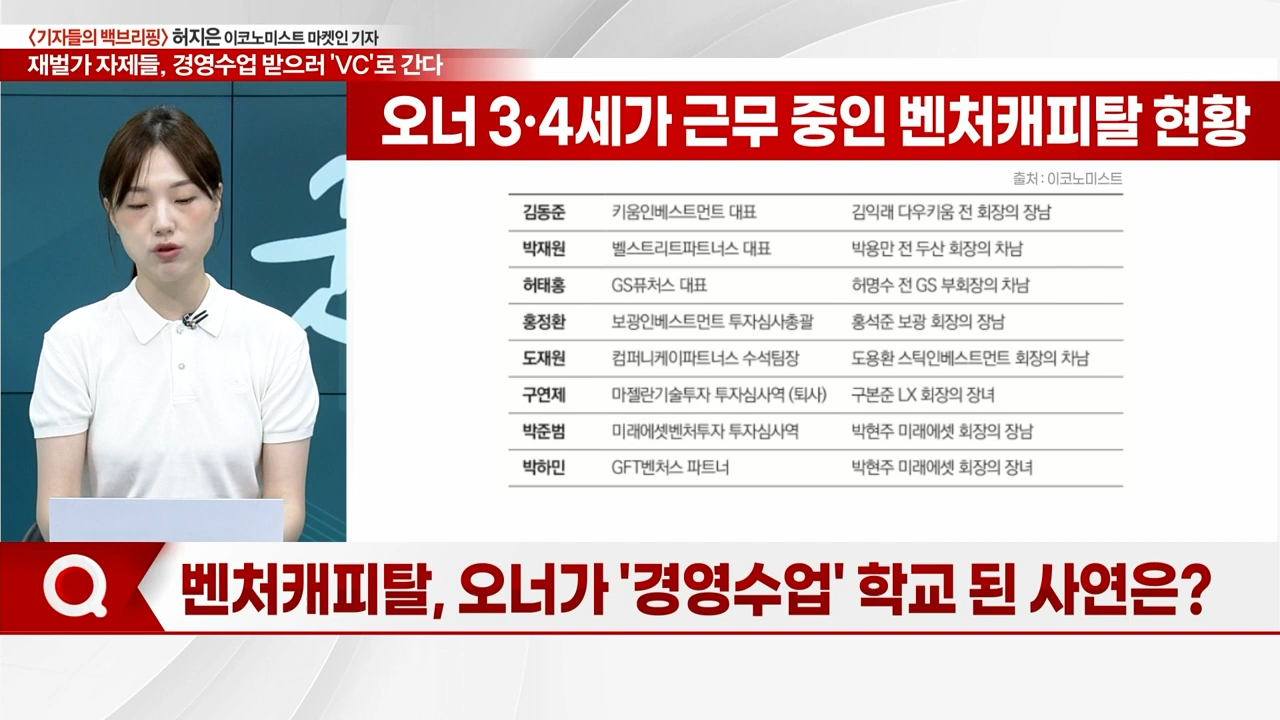 <기자들의 백브리핑> 허지은 이코노미스트 마켓인 기자
재벌가 자제들, 경영수업 받으러 'VC'로 간다
오너 3·4세가 근무 중인 벤처캐피탈 현황
출처 : 이코노미스트
김동준 키움인베스트먼트 대표 김익래 다우키움 전 회장의 장남
박재원 벨스트리트파트너스 대표 박용만 전 두산 회장의 차남
허태홍 GS퓨처스 대표 허명수 전 GS 부회장의 차남
홍정환 보광인베스트먼트 투자심사총괄 홍석준 보광 회장의 장남
도재원 컴퍼니케이파트너스 수석팀장 도용환 스틱인베스트먼트 회장의 차남
구연제 마젤란기술투자 투자심사역 (퇴사) 구본준 LX 회장의 장녀
박준범 미래에셋벤처투자 투자심사역 박현주 미래에셋 회장의 장남
박하민 GFT벤처스 파트너 박현주 미래에셋 회장의 장녀
Q 벤처캐피탈, 오너가 '경영수업' 학교 된 사연은?